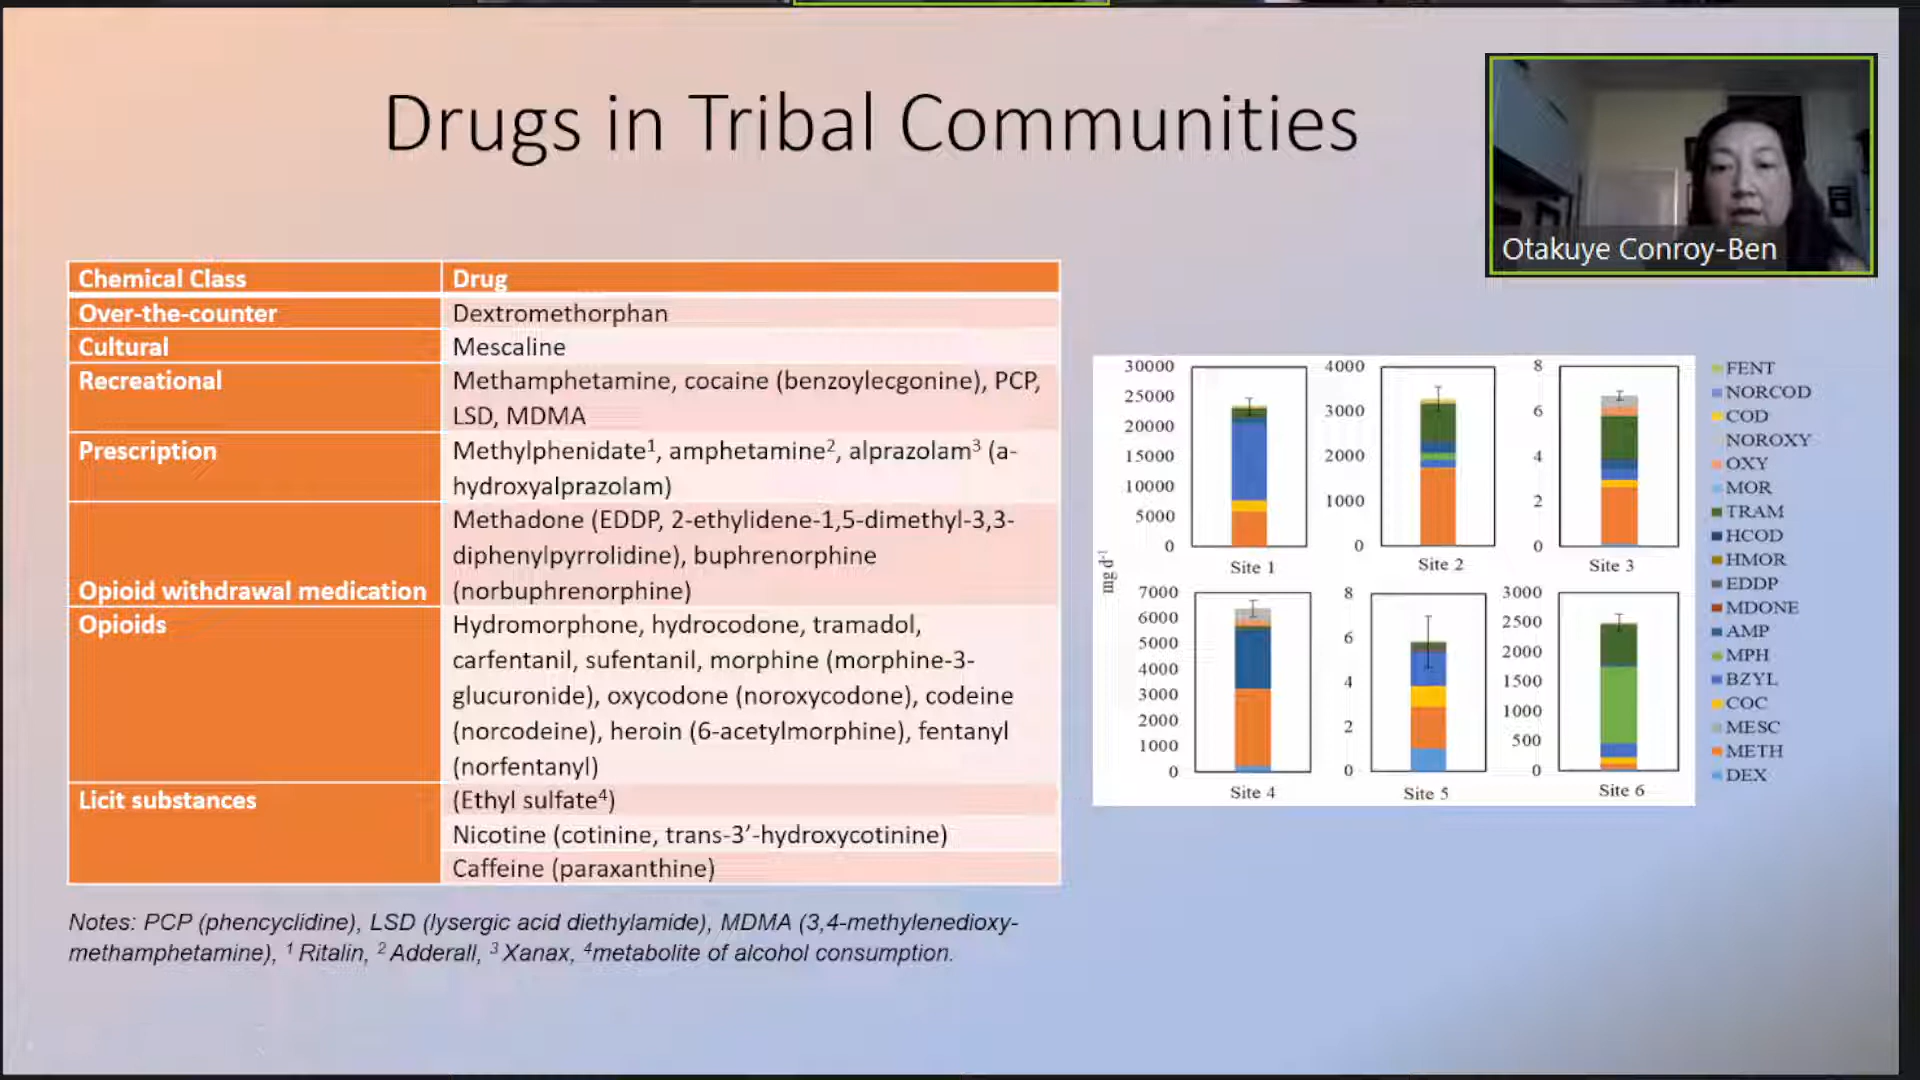 Drugs in Tribal Communities
Otakuye Conroy-Ben
Chemical Class Drug
Over-the-counter Dextromethorphan
Cultural Mescaline
Recreational Methamphetamine, cocaine (benzoylecgonine), PCP,
LSD, MDMA
Prescription Methylphenidate¹, amphetamine², alprazolam³ (a-
hydroxyalprazolam)
Methadone (EDDP, 2-ethylidene-1,5-dimethyl-3,3-
diphenylpyrrolidine), buphrenorphine
Opioid withdrawal medication (norbuphrenorphine)
Opioids Hydromorphone, hydrocodone, tramadol,
carfentanil, sufentanil, morphine (morphine-3-
glucuronide), oxycodone (noroxycodone), codeine
(norcodeine), heroin (6-acetylmorphine), fentanyl
(norfentanyl)
Licit substances (Ethyl sulfate⁴)
Nicotine (cotinine, trans-3’-hydroxycotinine)
Caffeine (paraxanthine)
Notes: PCP (phencyclidine), LSD (lysergic acid diethylamide), MDMA (3,4-methylenedioxy-
methamphetamine), ¹ Ritalin, ² Adderall, ³ Xanax, ⁴metabolite of alcohol consumption.
mg d⁻¹
30000
25000
20000
15000
10000
5000
0
Site 1
4000
3000
2000
1000
0
Site 2
8
6
4
2
0
Site 3
7000
6000
5000
4000
3000
2000
1000
0
Site 4
8
6
4
2
0
Site 5
3000
2500
2000
1500
1000
500
0
Site 6
FENT
NORCOD
COD
NOROXY
OXY
MOR
TRAM
HCOD
HMOR
EDDP
MDONE
AMP
MPH
BZYL
COC
MESC
METH
DEX